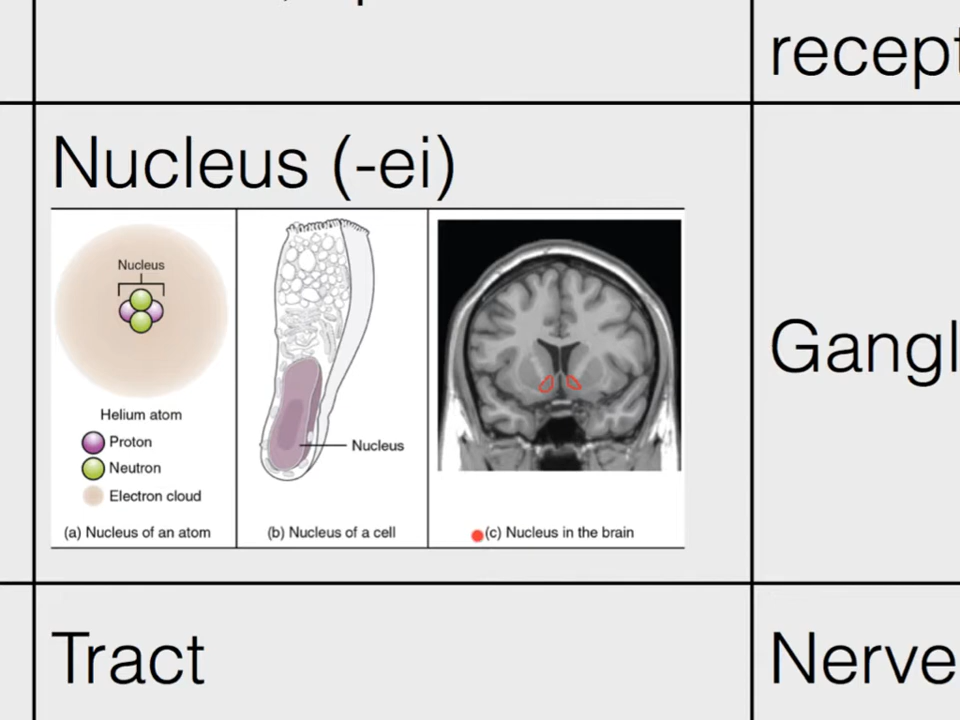 Nucleus (-ei)
Nucleus
Helium atom
Proton
Neutron
Electron cloud
(a) Nucleus of an atom
Nucleus
(b) Nucleus of a cell
(c) Nucleus in the brain
Tract
recept
Gangl
Nerve